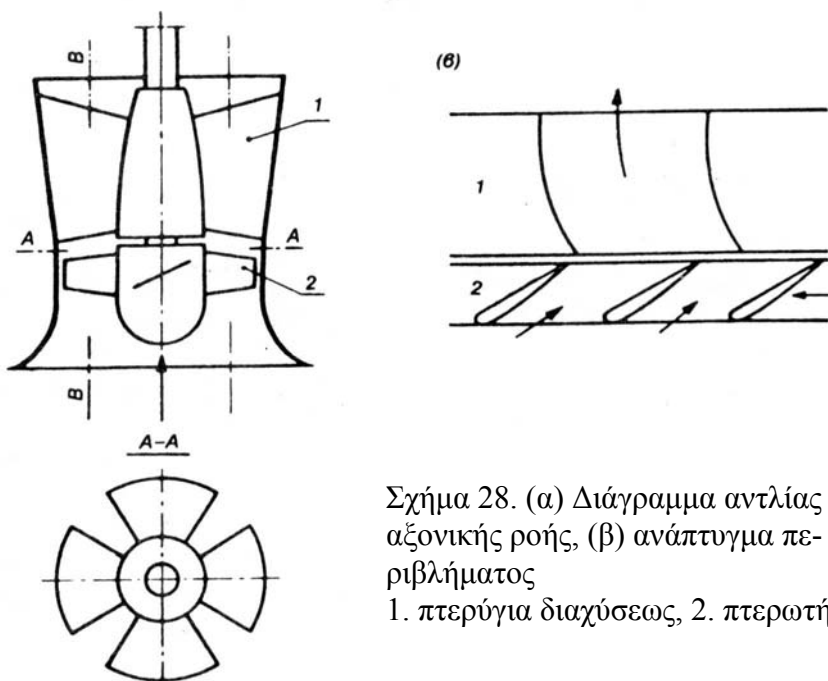 B
1
A
A
2
B
A–A
(β)
1
2
Σχήμα 28. (α) Διάγραμμα αντλίας
αξονικής ροής, (β) ανάπτυγμα πε-
ριβλήματος
1. πτερύγια διαχύσεως, 2. πτερωτή